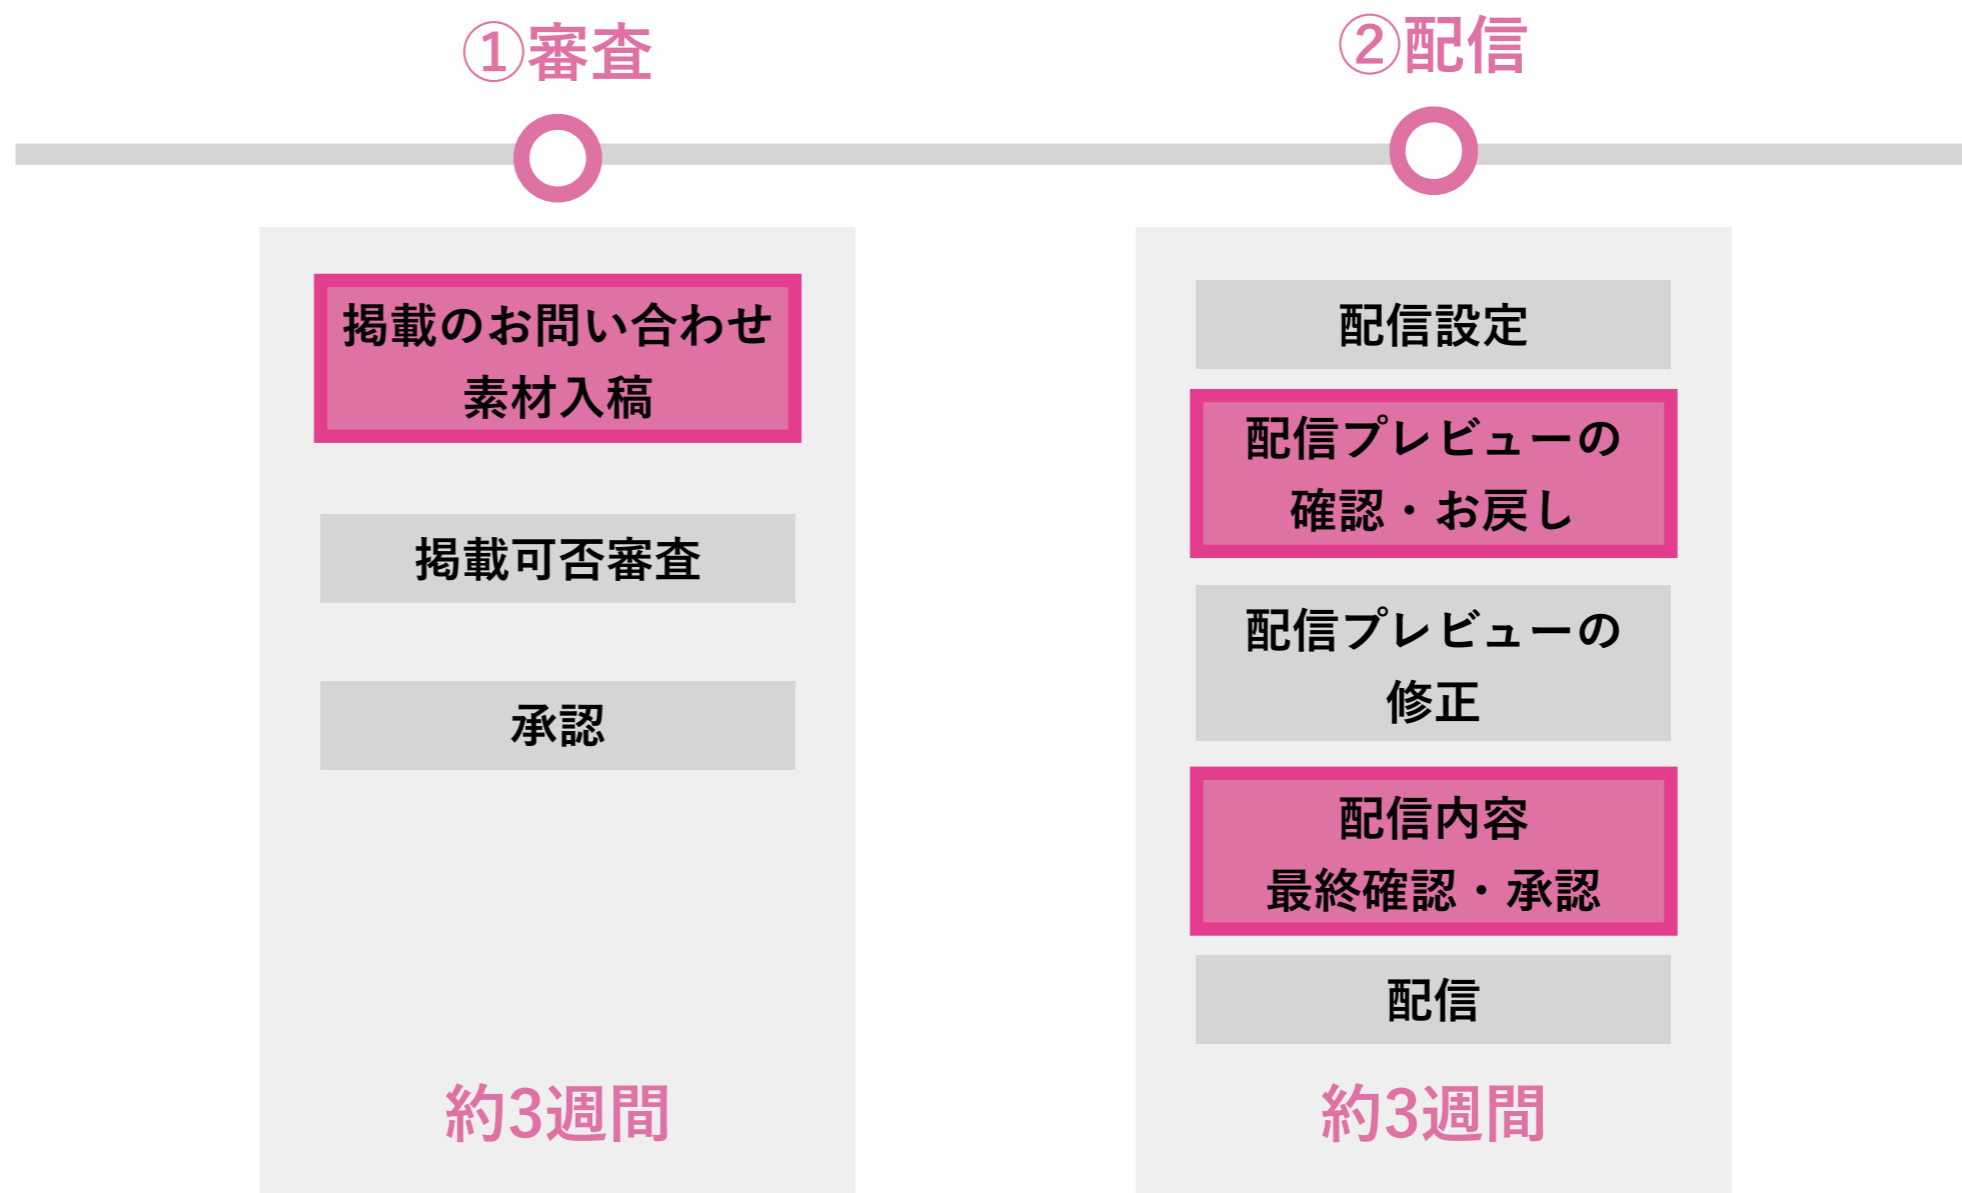 ①審査
掲載のお問い合わせ
素材入稿
掲載可否審査
承認
約3週間
②配信
配信設定
配信プレビューの
確認・お戻し
配信プレビューの
修正
配信内容
最終確認・承認
配信
約3週間